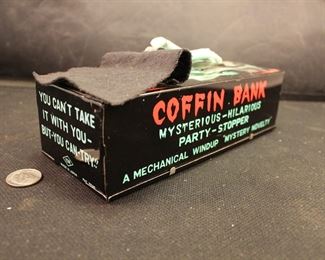 YOU CAN'T TAKE
IT WITH YOU-
BUT-YOU CAN-TRY.
COFFIN BANK
MYSTERIOUS-HILARIOUS
PARTY-STOPPER
A MECHANICAL WINDUP "MYSTERY NOVELTY"